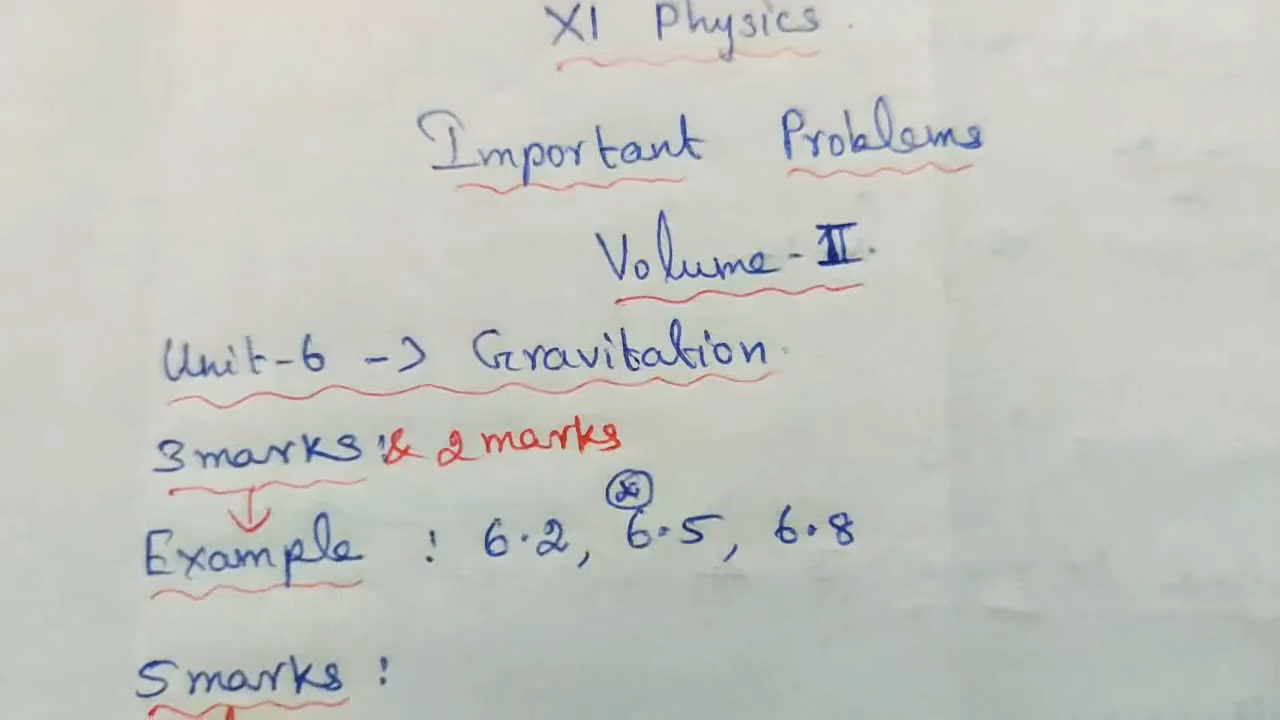 XI Physics.
Important Problems
Volume-II.
Unit-6 -> Gravitation.
3 marks: & 2 marks
Example : 6.2, 6.5, 6.8
5 marks :